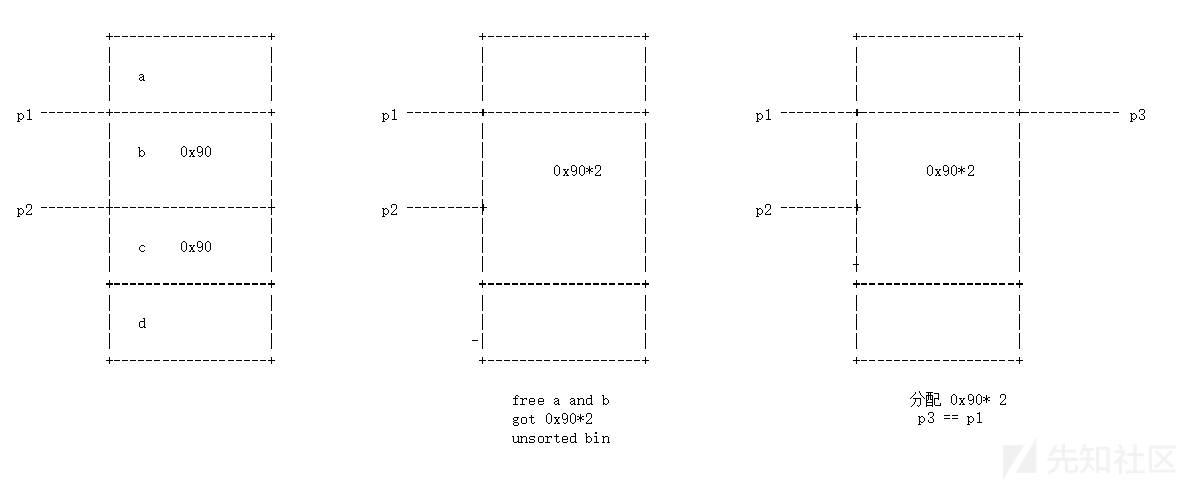 a
p1
b 0x90
p2
c 0x90
d
p1
0x90*2
p2
free a and b
got 0x90*2
unsorted bin
p1
p3
0x90*2
p2
分配 0x90* 2
p3 == p1
先知社区